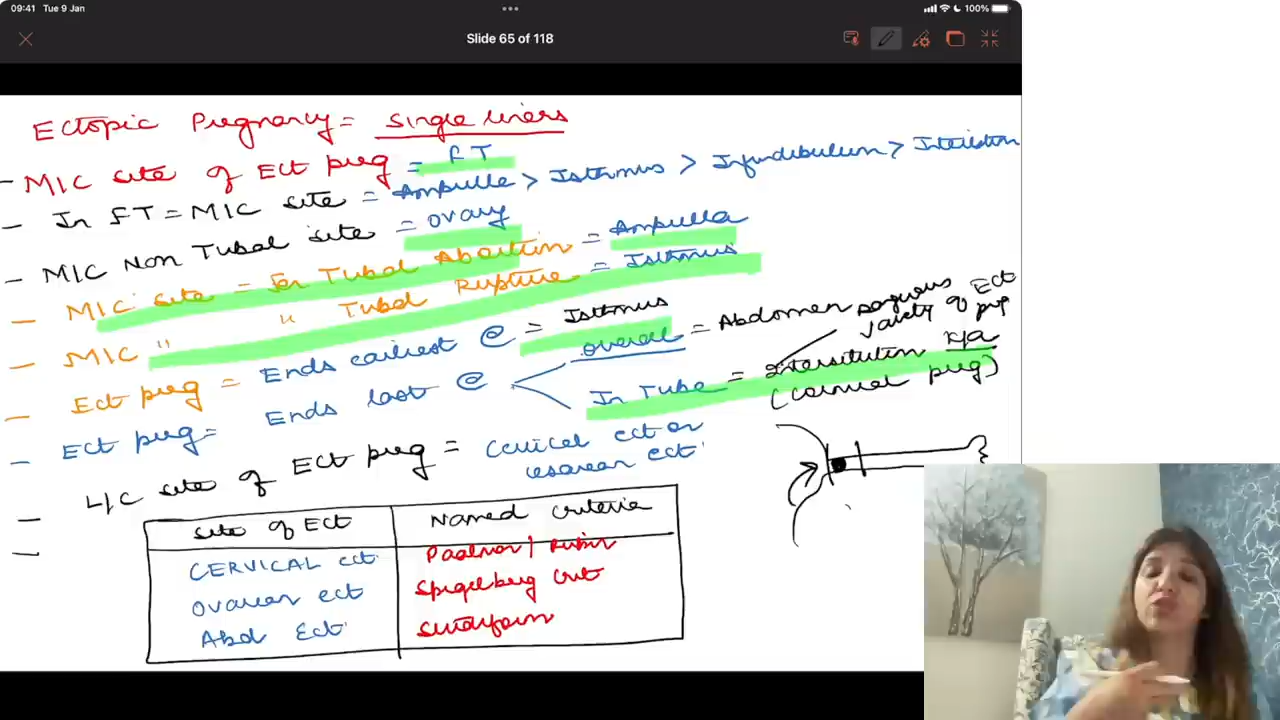 09:41 Tue 9 Jan
100%
Slide 65 of 118
Ectopic Pregnancy = Single liners
- MIC site of Ect preg = FT
- In FT = MIC site = Ampulla > Isthmus > Infundibulum > Interstitium
- MIC Non Tubal site = ovary
- MIC site = For Tubal Abortion = Ampulla
- MIC " " Tubal Rupture = Isthmus
- Ect preg = Ends earliest @ = Isthmus
- Ect preg = Ends last @
overall = Abdomen
In Tube = Interstitium
(cornual preg)
variety of Ect preg
- L/C site of Ect preg = Cervical ect or
cesarean ect
-
Site of Ect Named Criteria
CERVICAL ect Paalman / Rubin
Ovarian ect Spigelberg Crit
Abd Ect Studdiford